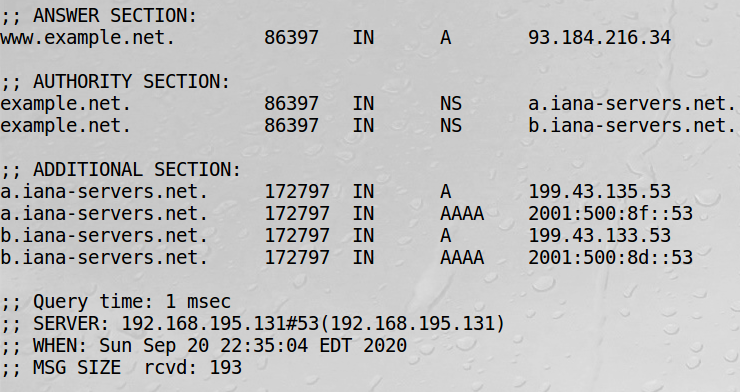 ;; ANSWER SECTION:
www.example.net. 86397 IN A 93.184.216.34
;; AUTHORITY SECTION:
example.net. 86397 IN NS a.iana-servers.net.
example.net. 86397 IN NS b.iana-servers.net.
;; ADDITIONAL SECTION:
a.iana-servers.net. 172797 IN A 199.43.135.53
a.iana-servers.net. 172797 IN AAAA 2001:500:8f::53
b.iana-servers.net. 172797 IN A 199.43.133.53
b.iana-servers.net. 172797 IN AAAA 2001:500:8d::53
;; Query time: 1 msec
;; SERVER: 192.168.195.131#53(192.168.195.131)
;; WHEN: Sun Sep 20 22:35:04 EDT 2020
;; MSG SIZE rcvd: 193